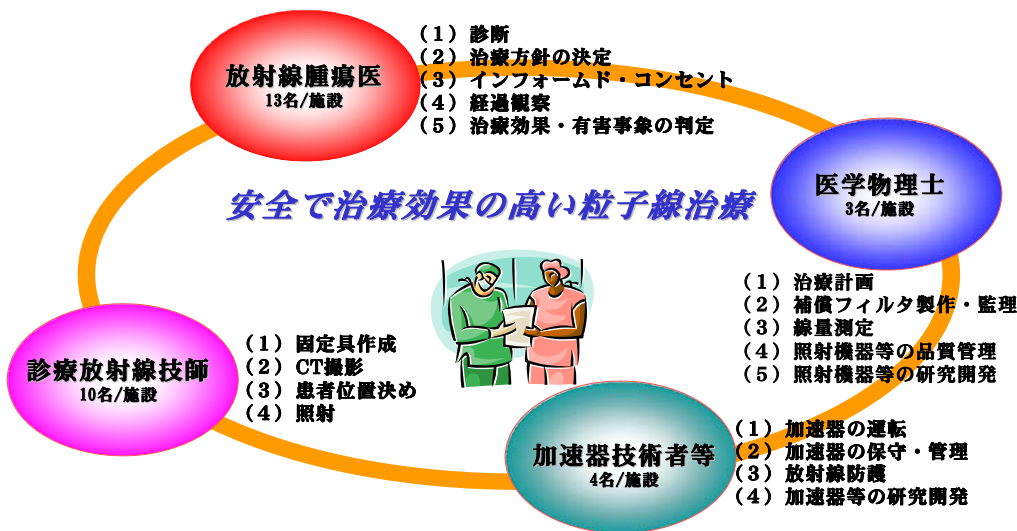 放射線腫瘍医
13名/施設
（１）診断
（２）治療方針の決定
（３）インフォームド・コンセント
（４）経過観察
（５）治療効果・有害事象の判定
医学物理士
3名/施設
安全で治療効果の高い粒子線治療
（１）治療計画
（２）補償フィルタ製作・監理
（３）線量測定
（４）照射機器等の品質管理
（５）照射機器等の研究開発
診療放射線技師
10名/施設
（１）固定具作成
（２）CT撮影
（３）患者位置決め
（４）照射
加速器技術者等
4名/施設
（１）加速器の運転
（２）加速器の保守・管理
（３）放射線防護
（４）加速器等の研究開発